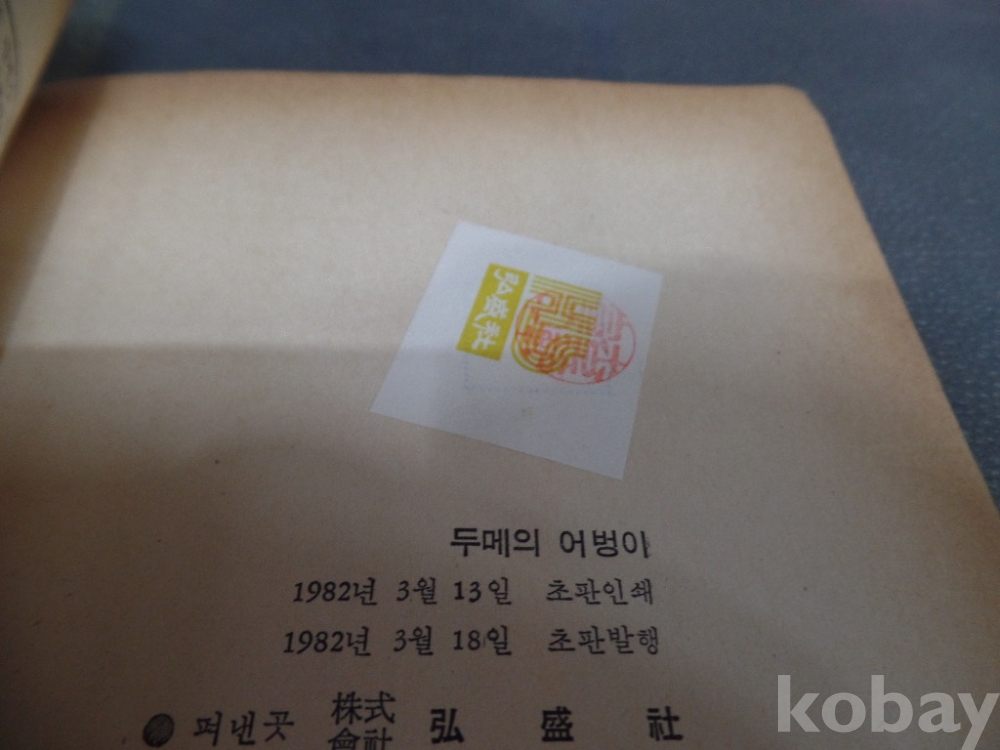 弘盛社
두메의 어벙이
1982년 3월 13일 초판인쇄
1982년 3월 18일 초판발행
펴낸곳 株式會社 弘盛社
kobay